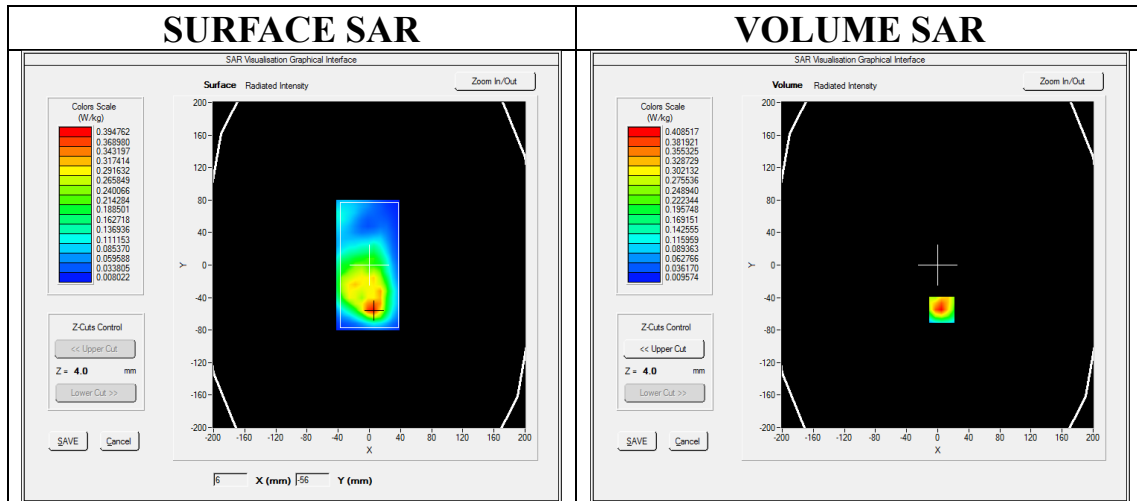 SURFACE SAR
SAR Visualisation Graphical Interface
Surface Radiated Intensity
Zoom In/Out
Colors Scale
(W/kg)
0.394762
0.368980
0.343197
0.317414
0.291632
0.265849
0.240066
0.214284
0.188501
0.162718
0.136936
0.111153
0.085370
0.059588
0.033805
0.008022
Z-Cuts Control
<< Upper Cut
Z = 4.0 mm
Lower Cut >>
SAVE Cancel
200
160
120
80
40
0
-40
-80
-120
-160
-200
Y
-200 -160 -120 -80 -40 0 40 80 120 160 200
X
6 X (mm) -56 Y (mm)
VOLUME SAR
SAR Visualisation Graphical Interface
Volume Radiated Intensity
Zoom In/Out
Colors Scale
(W/kg)
0.408517
0.381921
0.355325
0.328729
0.302132
0.275536
0.248940
0.222344
0.195748
0.169151
0.142555
0.115959
0.089363
0.062766
0.036170
0.009574
Z-Cuts Control
<< Upper Cut
Z = 4.0 mm
Lower Cut >>
SAVE Cancel
200
160
120
80
40
0
-40
-80
-120
-160
-200
Y
-200 -160 -120 -80 -40 0 40 80 120 160 200
X